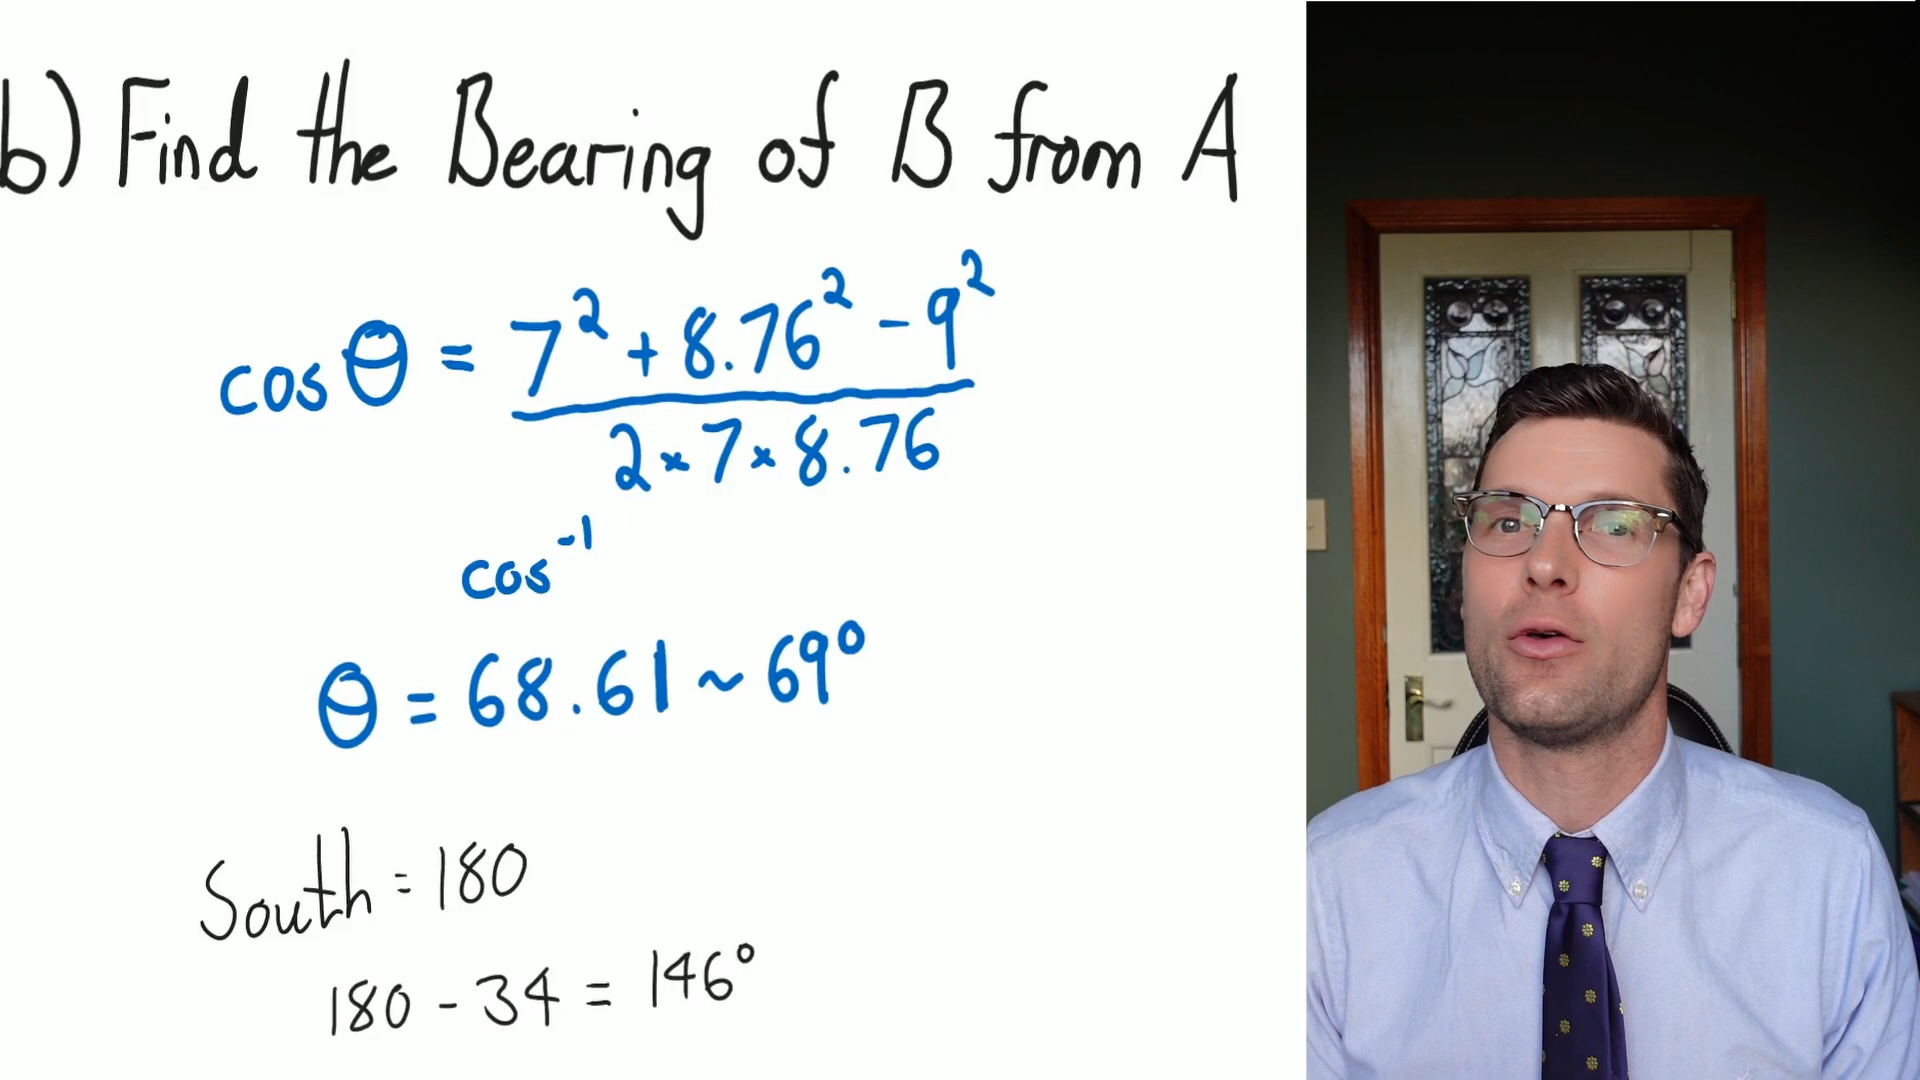 b) Find the Bearing of B from A
cosθ = 7² + 8.76² - 9²
2×7×8.76
cos⁻¹
θ = 68.61 ~ 69°
South = 180
180 - 34 = 146°